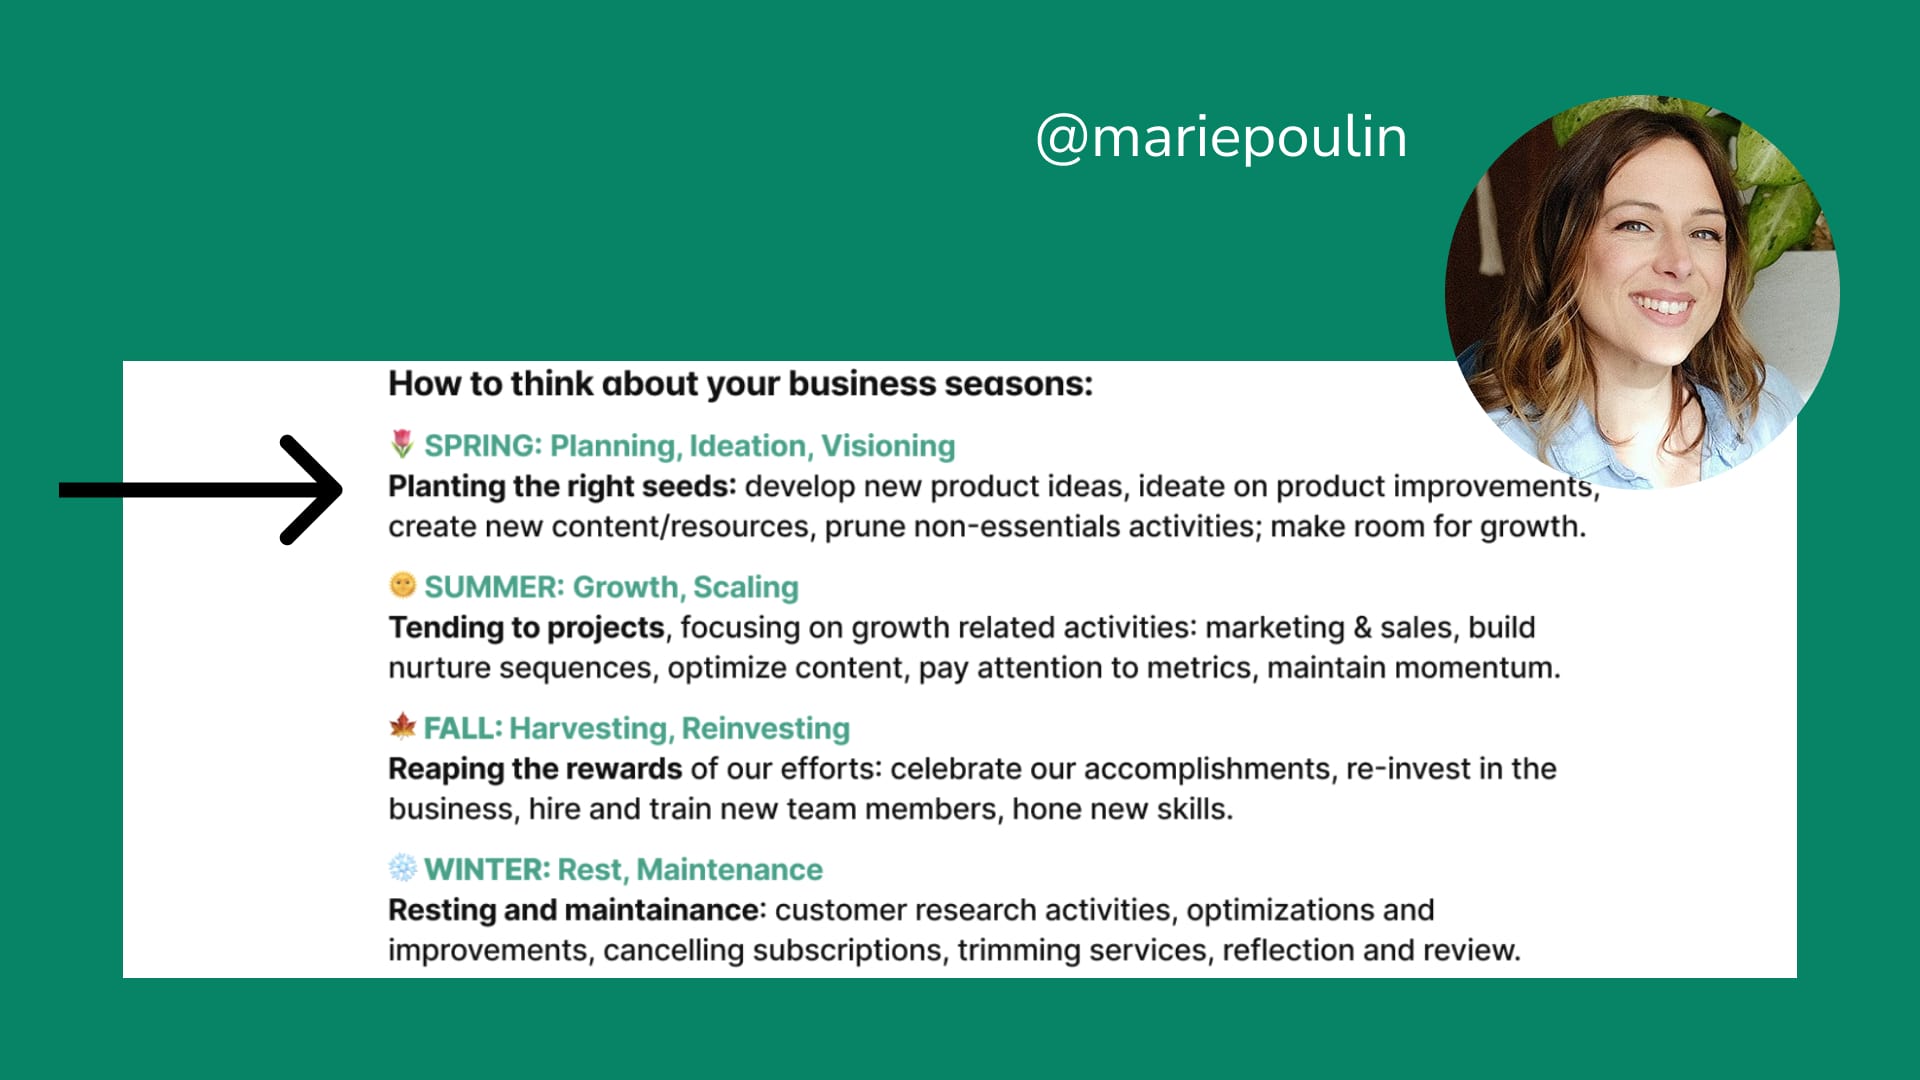 @mariepoulin
How to think about your business seasons:
🌷 SPRING: Planning, Ideation, Visioning
Planting the right seeds: develop new product ideas, ideate on product improvements,
create new content/resources, prune non-essentials activities; make room for growth.
🌞 SUMMER: Growth, Scaling
Tending to projects, focusing on growth related activities: marketing & sales, build
nurture sequences, optimize content, pay attention to metrics, maintain momentum.
🍁 FALL: Harvesting, Reinvesting
Reaping the rewards of our efforts: celebrate our accomplishments, re-invest in the
business, hire and train new team members, hone new skills.
❄️ WINTER: Rest, Maintenance
Resting and maintainance: customer research activities, optimizations and
improvements, cancelling subscriptions, trimming services, reflection and review.